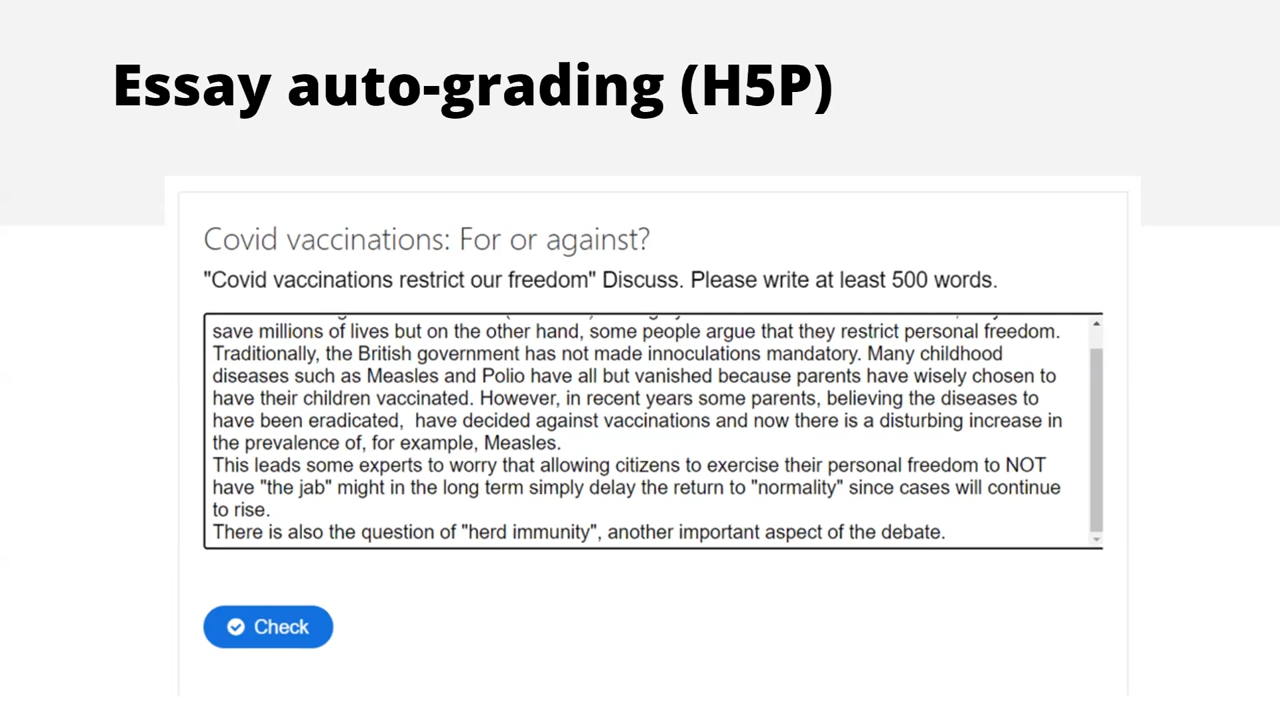 Essay auto-grading (H5P)
Covid vaccinations: For or against?
"Covid vaccinations restrict our freedom" Discuss. Please write at least 500 words.
save millions of lives but on the other hand, some people argue that they restrict personal freedom.
Traditionally, the British government has not made innoculations mandatory. Many childhood
diseases such as Measles and Polio have all but vanished because parents have wisely chosen to
have their children vaccinated. However, in recent years some parents, believing the diseases to
have been eradicated,  have decided against vaccinations and now there is a disturbing increase in
the prevalence of, for example, Measles.
This leads some experts to worry that allowing citizens to exercise their personal freedom to NOT
have "the jab" might in the long term simply delay the return to "normality" since cases will continue
to rise.
There is also the question of "herd immunity", another important aspect of the debate.
Check